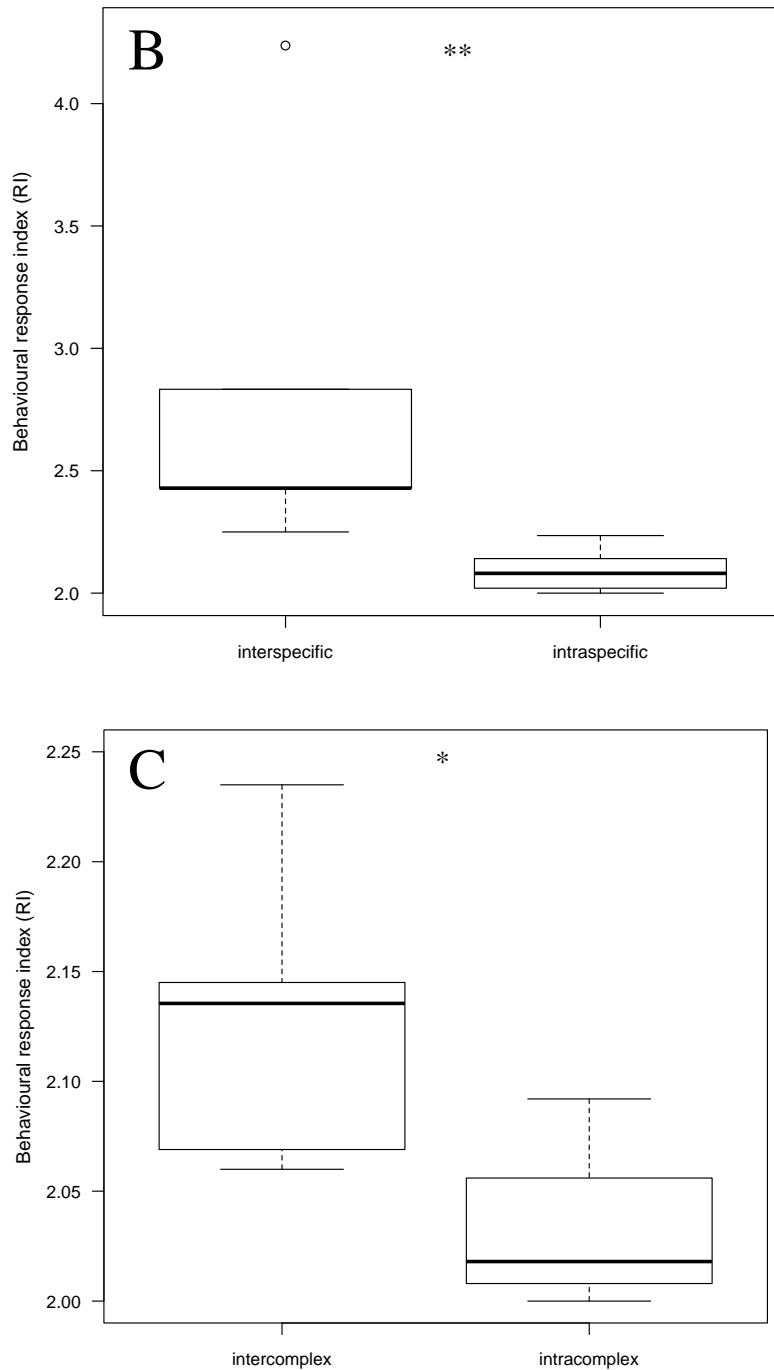 B
**
Behavioural response index (RI)
4.0
3.5
3.0
2.5
2.0
interspecific intraspecific
C
*
Behavioural response index (RI)
2.25
2.20
2.15
2.10
2.05
2.00
intercomplex intracomplex